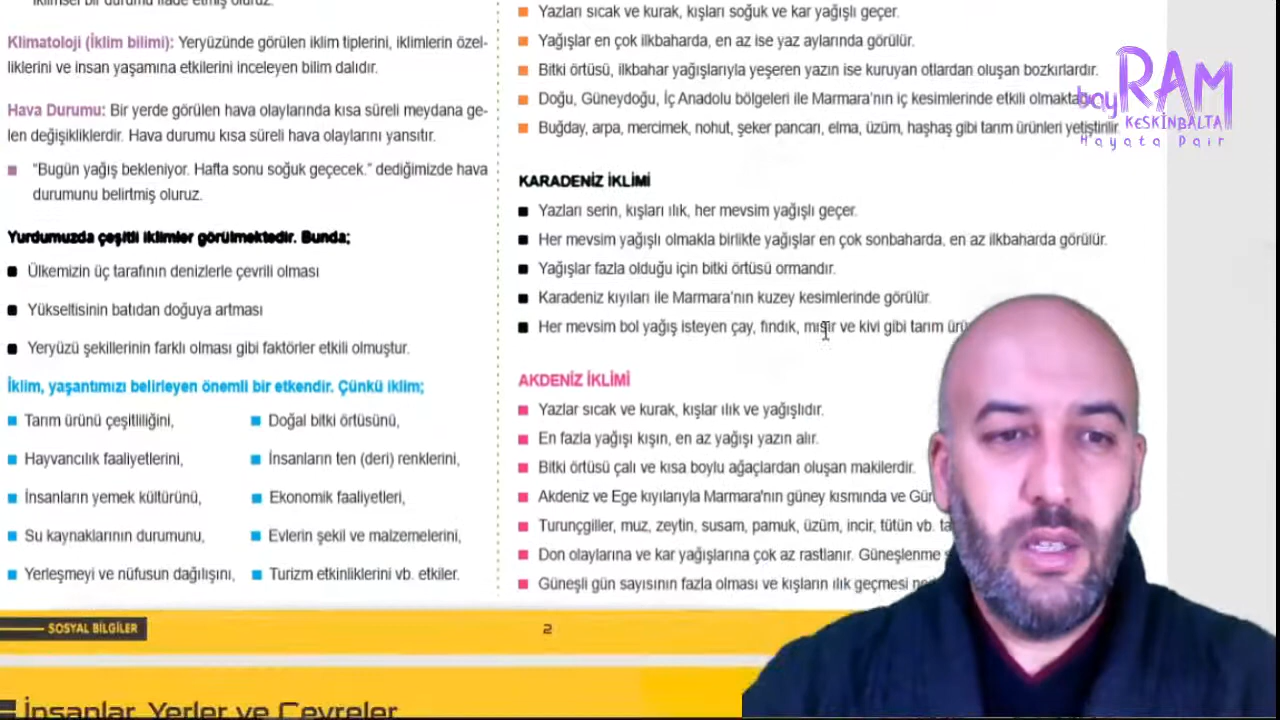 iklimsel bir durumu ifade etmiş oluruz.
Klimatoloji (İklim bilimi): Yeryüzünde görülen iklim tiplerini, iklimlerin özel-
liklerini ve insan yaşamına etkilerini inceleyen bilim dalıdır.
Hava Durumu: Bir yerde görülen hava olaylarında kısa süreli meydana ge-
len değişikliklerdir. Hava durumu kısa süreli hava olaylarını yansıtır.
"Bugün yağış bekleniyor. Hafta sonu soğuk geçecek." dediğimizde hava
durumunu belirtmiş oluruz.
Yurdumuzda çeşitli iklimler görülmektedir. Bunda;
Ülkemizin üç tarafının denizlerle çevrili olması
Yükseltisinin batıdan doğuya artması
Yeryüzü şekillerinin farklı olması gibi faktörler etkili olmuştur.
İklim, yaşantımızı belirleyen önemli bir etkendir. Çünkü iklim;
Tarım ürünü çeşitliliğini,
Hayvancılık faaliyetlerini,
İnsanların yemek kültürünü,
Su kaynaklarının durumunu,
Yerleşmeyi ve nüfusun dağılışını,
Doğal bitki örtüsünü,
İnsanların ten (deri) renklerini,
Ekonomik faaliyetleri,
Evlerin şekil ve malzemelerini,
Turizm etkinliklerini vb. etkiler.
Yazları sıcak ve kurak, kışları soğuk ve kar yağışlı geçer.
Yağışlar en çok ilkbaharda, en az ise yaz aylarında görülür.
Bitki örtüsü, ilkbahar yağışlarıyla yeşeren yazın ise kuruyan otlardan oluşan bozkırlardır.
Doğu, Güneydoğu, İç Anadolu bölgeleri ile Marmara'nın iç kesimlerinde etkili
Buğday, arpa, mercimek, nohut, şeker pancarı, elma, üzüm, haşhaş gibi tarım ürünleri yetiştirilir.
KARADENİZ İKLİMİ
Yazları serin, kışları ılık, her mevsim yağışlı geçer.
Her mevsim yağışlı olmakla birlikte yağışlar en çok sonbaharda, en az ilkbaharda görülür.
Yağışlar fazla olduğu için bitki örtüsü ormandır.
Karadeniz kıyıları ile Marmara'nın kuzey kesimlerinde görülür.
Her mevsim bol yağış isteyen çay, fındık, mısır ve kivi gibi tarım
AKDENİZ İKLİMİ
Yazlar sıcak ve kurak, kışlar ılık ve yağışlıdır.
En fazla yağışı kışın, en az yağışı yazın alır.
Bitki örtüsü çalı ve kısa boylu ağaçlardan oluşan makilerdir.
Akdeniz ve Ege kıyılarıyla Marmara'nın güney kısmında ve
Turunçgiller, muz, zeytin, susam, pamuk, üzüm, incir, tütün vb.
Don olaylarına ve kar yağışlarına çok az rastlanır. Güneşlenme
Güneşli gün sayısının fazla olması ve kışların ılık geçmesi
bay RAM
KESKİNBALTA
Hayata Dair
SOSYAL BİLGİLER
2
İnsanlar, Yerler ve Çevreler